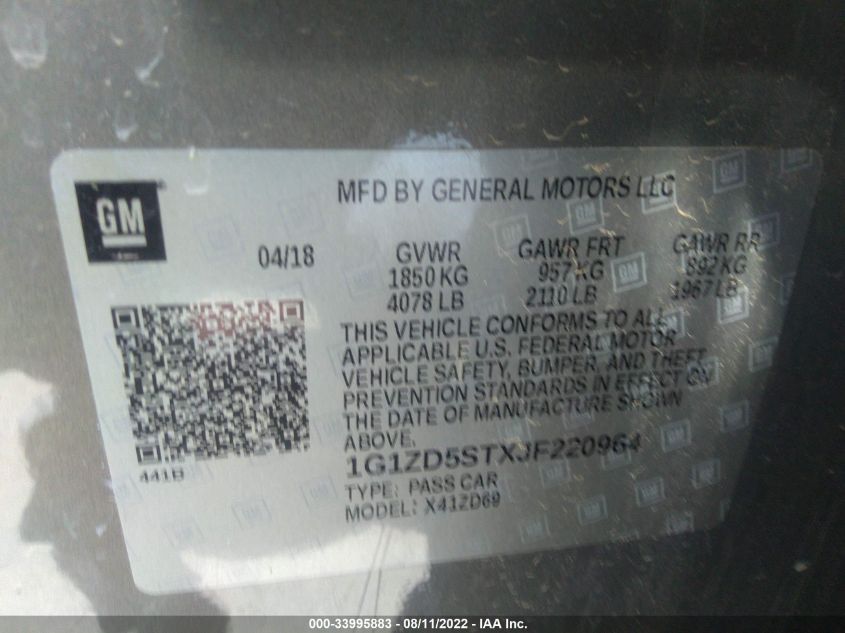 MFD BY GENERAL MOTORS LLC
GM
04/18
GVWR
1850 KG
4078 LB
GAWR FRT
957 KG
2110 LB
GAWR RR
892 KG
1967 LB
THIS VEHICLE CONFORMS TO ALL
APPLICABLE U.S. FEDERAL MOTOR
VEHICLE SAFETY, BUMPER, AND THEFT
PREVENTION STANDARDS IN EFFECT ON
THE DATE OF MANUFACTURE SHOWN
ABOVE.
1G1ZD5STXJF220964
TYPE: PASS CAR
MODEL: X41ZD69
441B
000-33995883 - 08/11/2022 - IAA Inc.